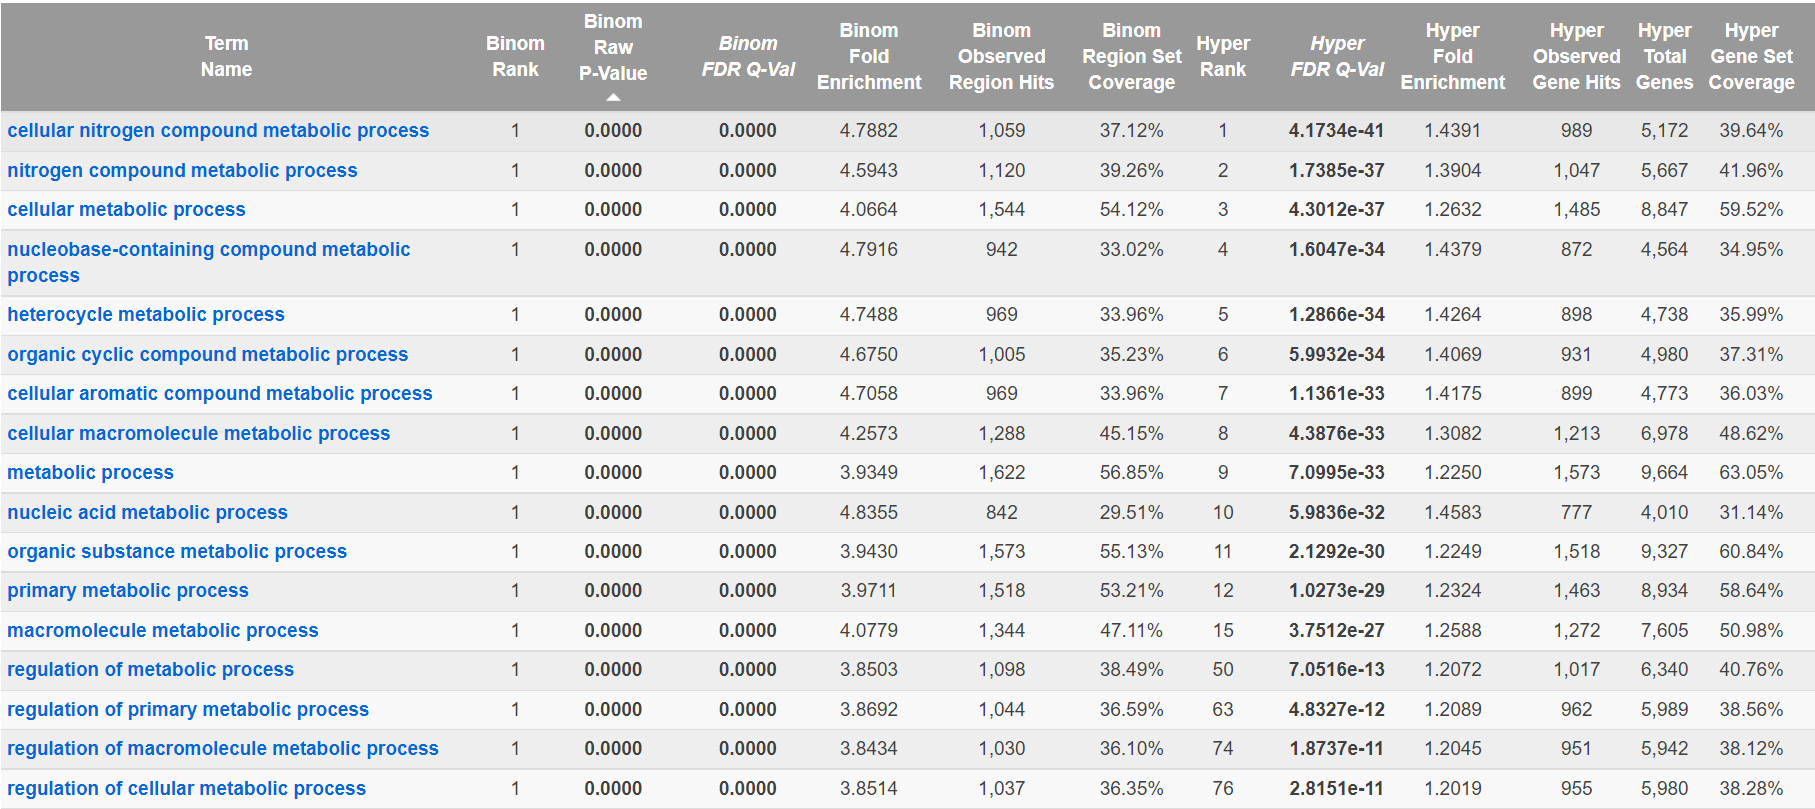 Term Name Binom Rank Binom Raw P-Value Binom FDR Q-Val Binom Fold Enrichment Binom Observed Region Hits Binom Region Set Coverage Hyper Rank Hyper FDR Q-Val Hyper Fold Enrichment Hyper Observed Gene Hits Hyper Total Genes Hyper Gene Set Coverage
cellular nitrogen compound metabolic process 1 0.0000 0.0000 4.7882 1,059 37.12% 1 4.1734e-41 1.4391 989 5,172 39.64%
nitrogen compound metabolic process 1 0.0000 0.0000 4.5943 1,120 39.26% 2 1.7385e-37 1.3904 1,047 5,667 41.96%
cellular metabolic process 1 0.0000 0.0000 4.0664 1,544 54.12% 3 4.3012e-37 1.2632 1,485 8,847 59.52%
nucleobase-containing compound metabolic process 1 0.0000 0.0000 4.7916 942 33.02% 4 1.6047e-34 1.4379 872 4,564 34.95%
heterocycle metabolic process 1 0.0000 0.0000 4.7488 969 33.96% 5 1.2866e-34 1.4264 898 4,738 35.99%
organic cyclic compound metabolic process 1 0.0000 0.0000 4.6750 1,005 35.23% 6 5.9932e-34 1.4069 931 4,980 37.31%
cellular aromatic compound metabolic process 1 0.0000 0.0000 4.7058 969 33.96% 7 1.1361e-33 1.4175 899 4,773 36.03%
cellular macromolecule metabolic process 1 0.0000 0.0000 4.2573 1,288 45.15% 8 4.3876e-33 1.3082 1,213 6,978 48.62%
metabolic process 1 0.0000 0.0000 3.9349 1,622 56.85% 9 7.0995e-33 1.2250 1,573 9,664 63.05%
nucleic acid metabolic process 1 0.0000 0.0000 4.8355 842 29.51% 10 5.9836e-32 1.4583 777 4,010 31.14%
organic substance metabolic process 1 0.0000 0.0000 3.9430 1,573 55.13% 11 2.1292e-30 1.2249 1,518 9,327 60.84%
primary metabolic process 1 0.0000 0.0000 3.9711 1,518 53.21% 12 1.0273e-29 1.2324 1,463 8,934 58.64%
macromolecule metabolic process 1 0.0000 0.0000 4.0779 1,344 47.11% 15 3.7512e-27 1.2588 1,272 7,605 50.98%
regulation of metabolic process 1 0.0000 0.0000 3.8503 1,098 38.49% 50 7.0516e-13 1.2072 1,017 6,340 40.76%
regulation of primary metabolic process 1 0.0000 0.0000 3.8692 1,044 36.59% 63 4.8327e-12 1.2089 962 5,989 38.56%
regulation of macromolecule metabolic process 1 0.0000 0.0000 3.8434 1,030 36.10% 74 1.8737e-11 1.2045 951 5,942 38.12%
regulation of cellular metabolic process 1 0.0000 0.0000 3.8514 1,037 36.35% 76 2.8151e-11 1.2019 955 5,980 38.28%